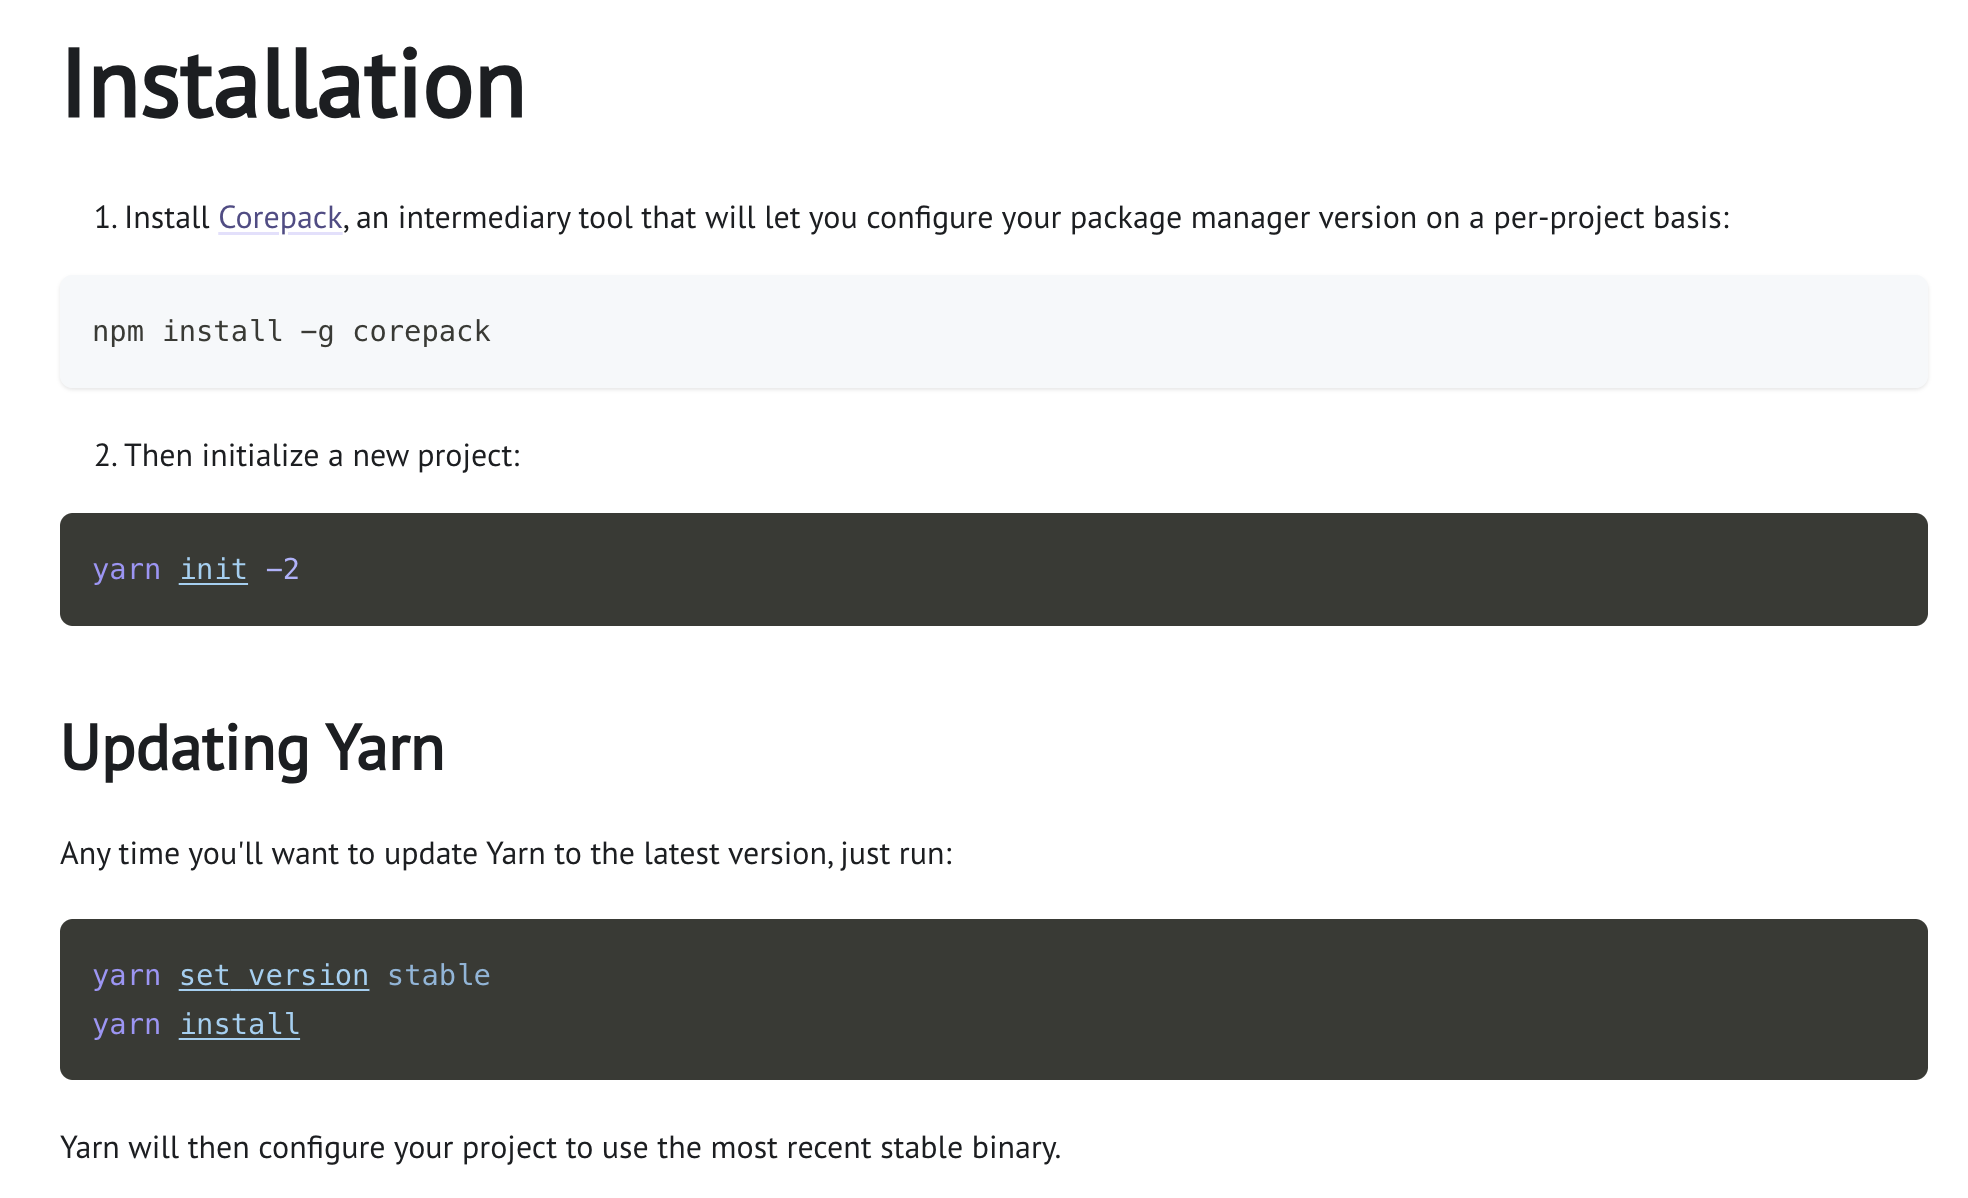 Installation
1. Install Corepack, an intermediary tool that will let you configure your package manager version on a per-project basis:
npm install -g corepack
2. Then initialize a new project:
yarn init -2
Updating Yarn
Any time you'll want to update Yarn to the latest version, just run:
yarn set version stable
yarn install
Yarn will then configure your project to use the most recent stable binary.